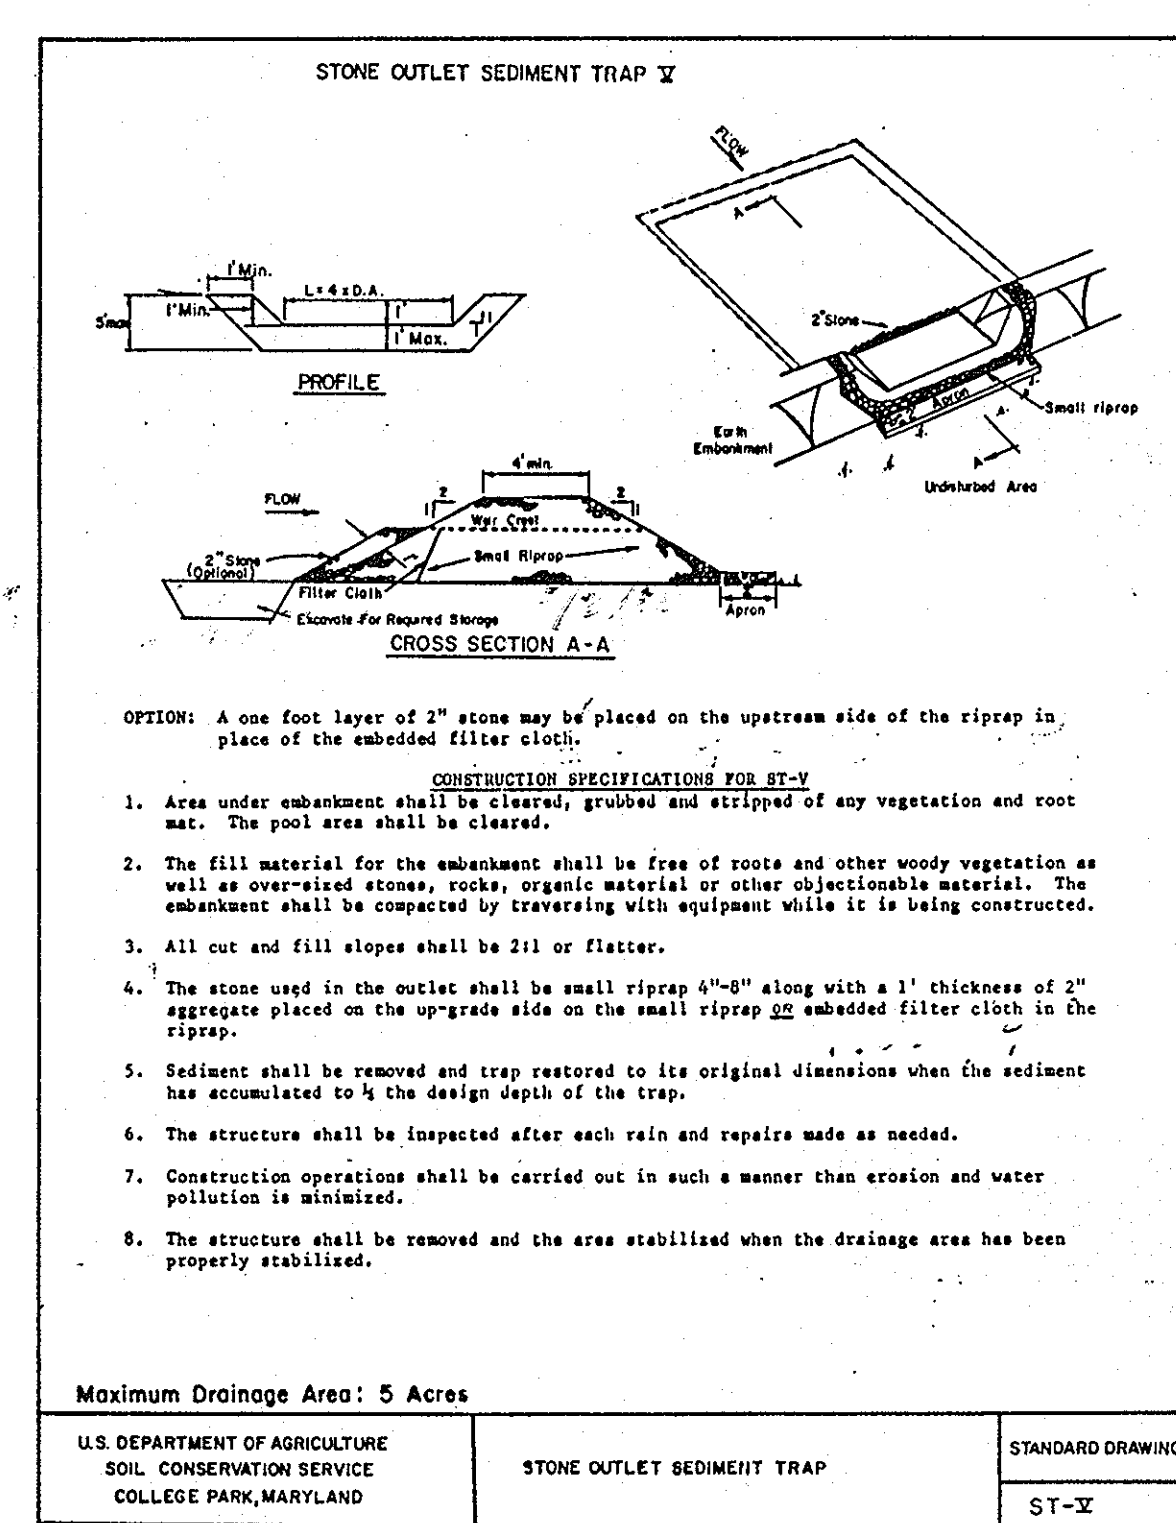 STONE OUTLET SEDIMENT TRAP V
FLOW
A
1' Min.
L = 4 x D.A.
1' Min.
1'
5' max
1' Max.
1
1
PROFILE
2" Stone
2' Apron
Small riprap
Earth
Embankment
A
Undisturbed Area
4' min.
FLOW
2
1
2
1
Weir Crest
2" Stone
(Optional)
Small Riprap
Filter Cloth
Apron
Excavate For Required Storage
CROSS SECTION A-A
OPTION: A one foot layer of 2" stone may be placed on the upstream side of the riprap in
place of the embedded filter cloth.
CONSTRUCTION SPECIFICATIONS FOR ST-V
1. Area under embankment shall be cleared, grubbed and stripped of any vegetation and root
mat. The pool area shall be cleared.
2. The fill material for the embankment shall be free of roots and other woody vegetation as
well as over-sized stones, rocks, organic material or other objectionable material. The
embankment shall be compacted by traversing with equipment while it is being constructed.
3. All cut and fill slopes shall be 2:1 or flatter.
4. The stone used in the outlet shall be small riprap 4"-8" along with a 1' thickness of 2"
aggregate placed on the up-grade side on the small riprap OR embedded filter cloth in the
riprap.
5. Sediment shall be removed and trap restored to its original dimensions when the sediment
has accumulated to the design depth of the trap.
6. The structure shall be inspected after each rain and repairs made as needed.
7. Construction operations shall be carried out in such a manner than erosion and water
pollution is minimized.
8. The structure shall be removed and the area stabilized when the drainage area has been
properly stabilized.
Maximum Drainage Area: 5 Acres
U.S. DEPARTMENT OF AGRICULTURE
SOIL CONSERVATION SERVICE
COLLEGE PARK, MARYLAND
STONE OUTLET SEDIMENT TRAP
STANDARD DRAWING
ST-V